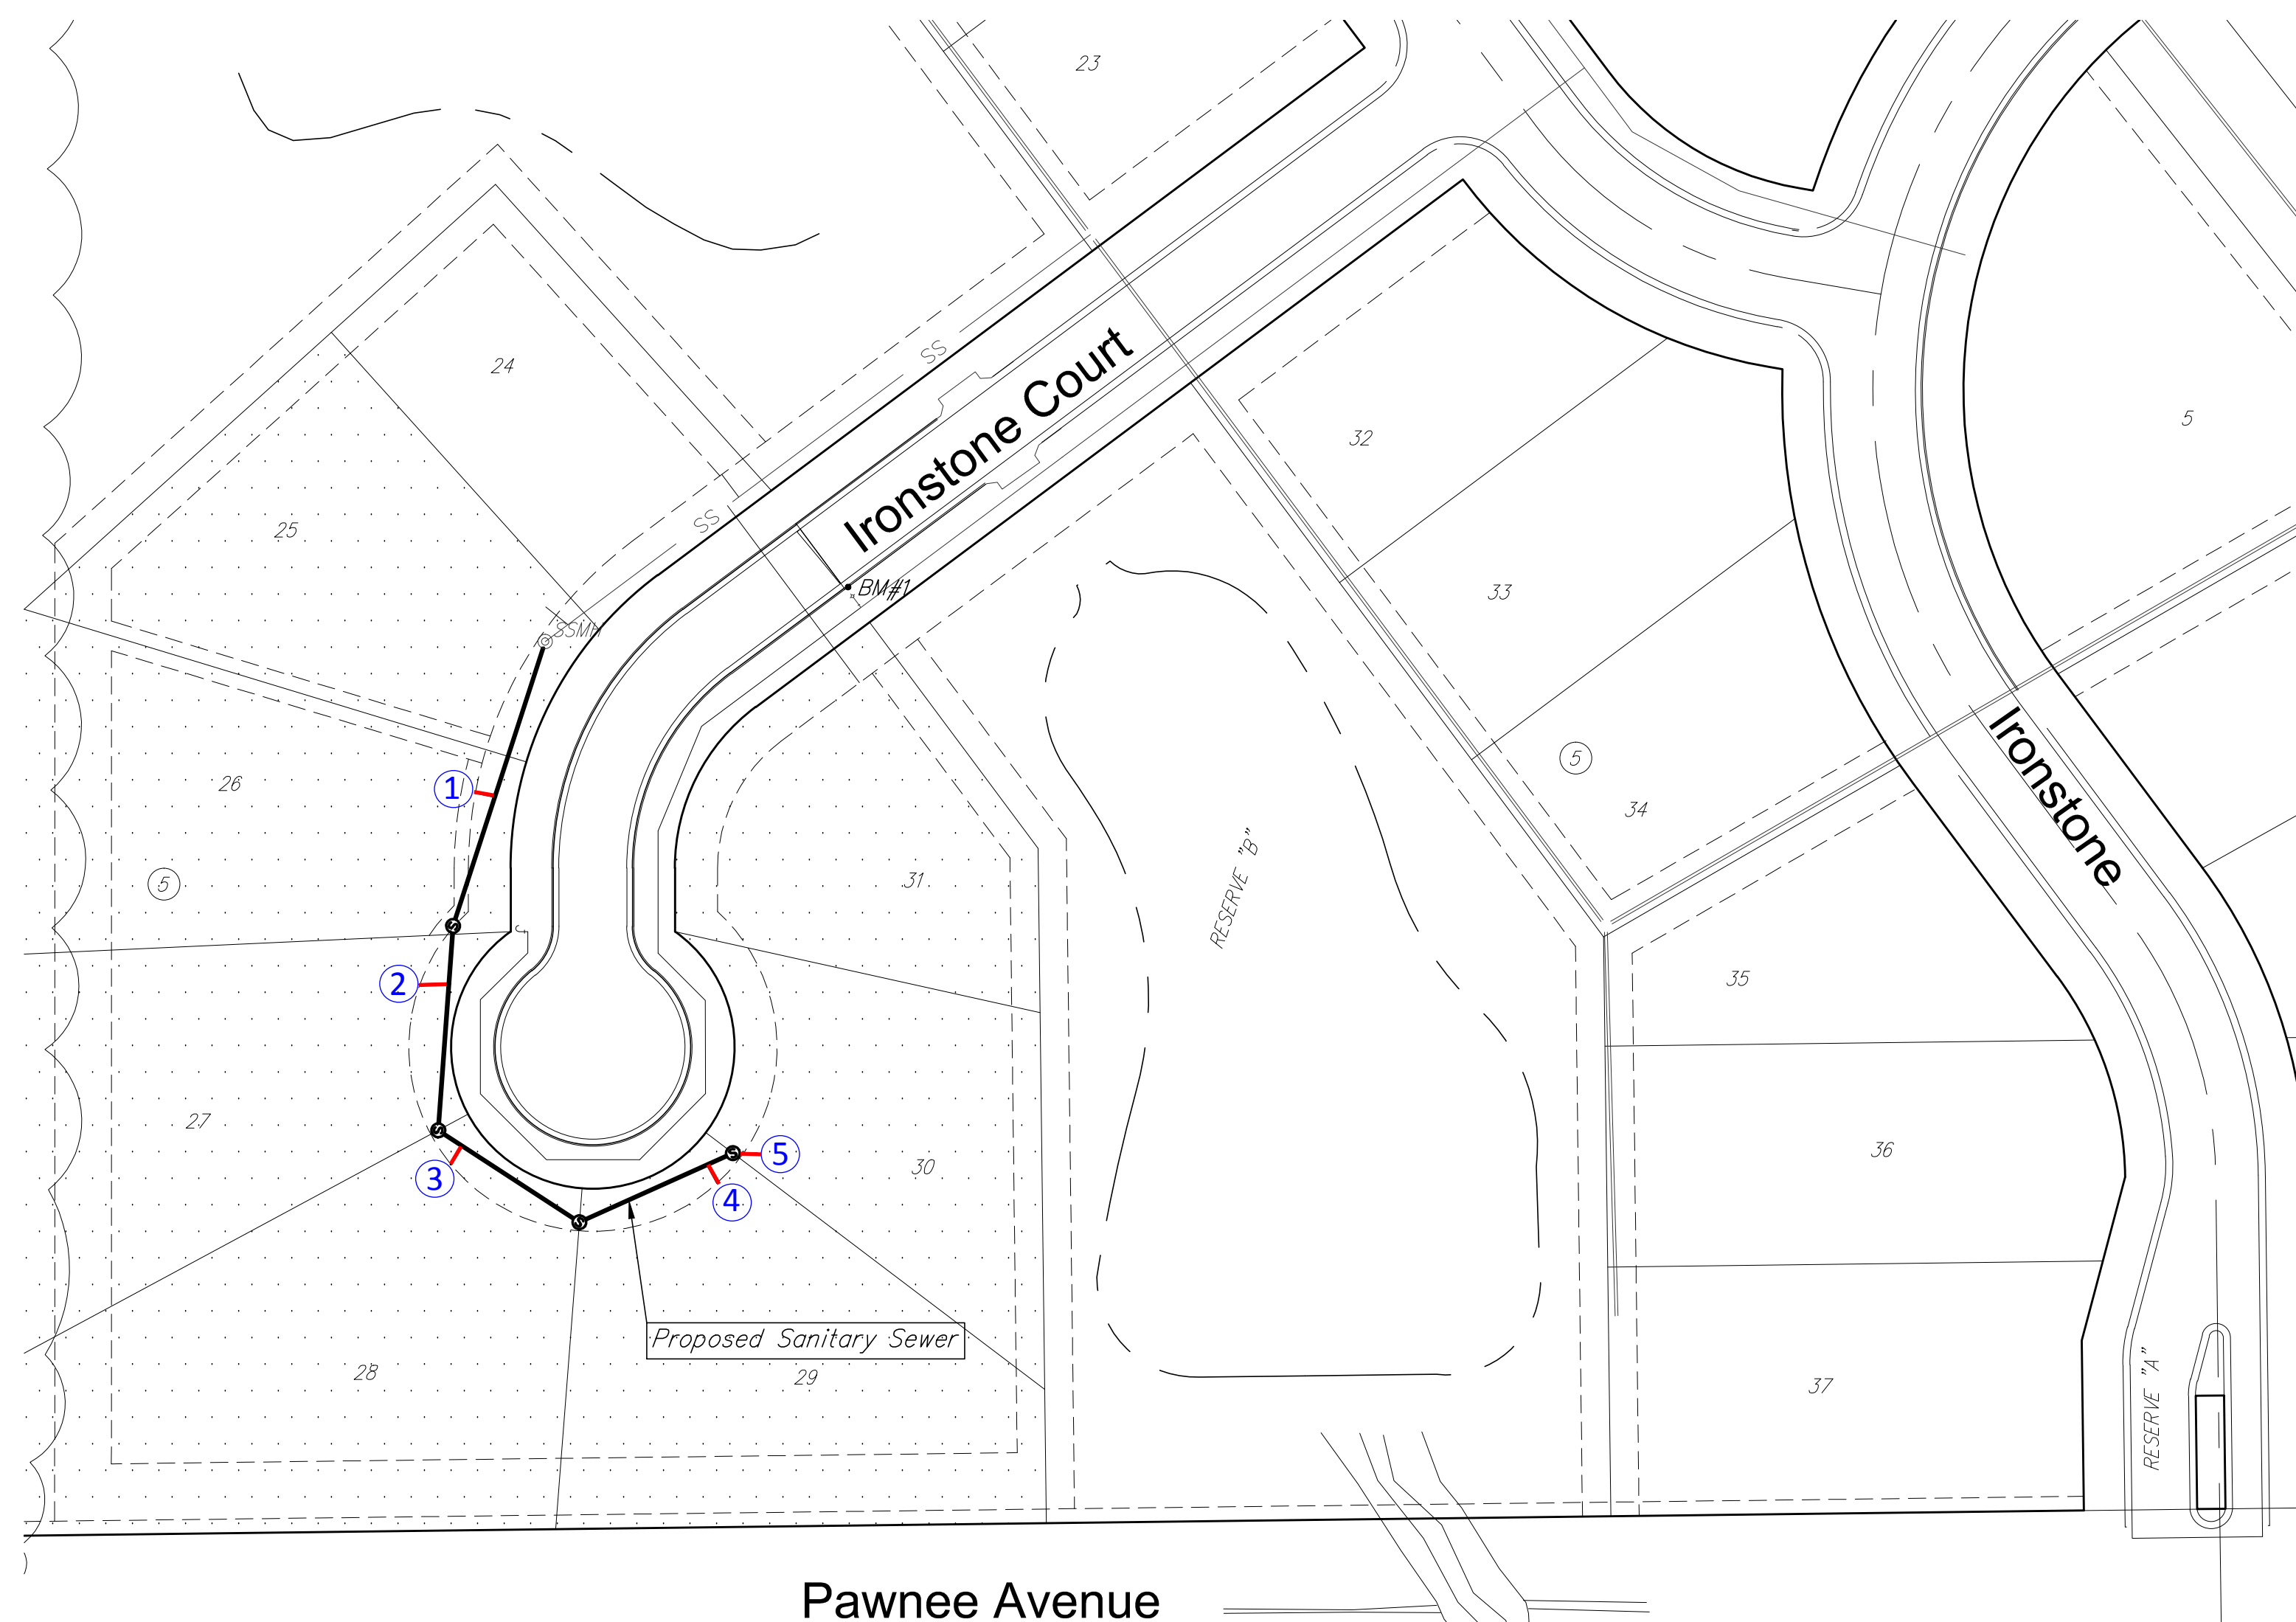 23
24
SS
Ironstone Court
32
5
25
SS
BM#1
33
SSMH
5
Ironstone
26
1
34
5
31
RESERVE "B"
S
2
35
27
S
3
S
5
4
30
36
S
Proposed Sanitary Sewer
28
29
37
RESERVE "A"
Pawnee Avenue